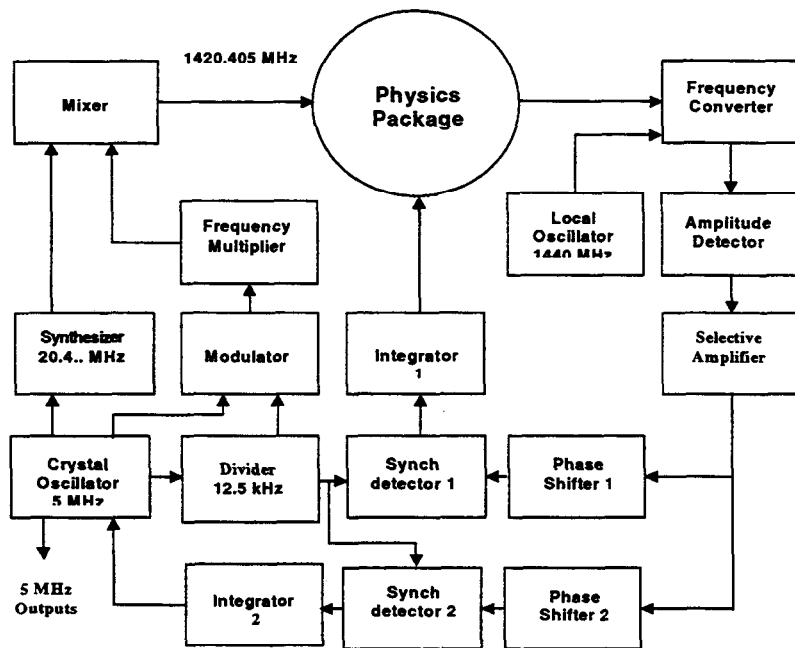 1420.405 MHz
Mixer
Physics
Package
Frequency
Converter
Frequency
Multiplier
Local
Oscillator
1440 MHz
Amplitude
Detector
Synthesizer
20.4.. MHz
Modulator
Integrator
1
Selective
Amplifier
Crystal
Oscillator
5 MHz
Divider
12.5 kHz
Synch
detector 1
Phase
Shifter 1
5 MHz
Outputs
Integrator
2
Synch
detector 2
Phase
Shifter 2